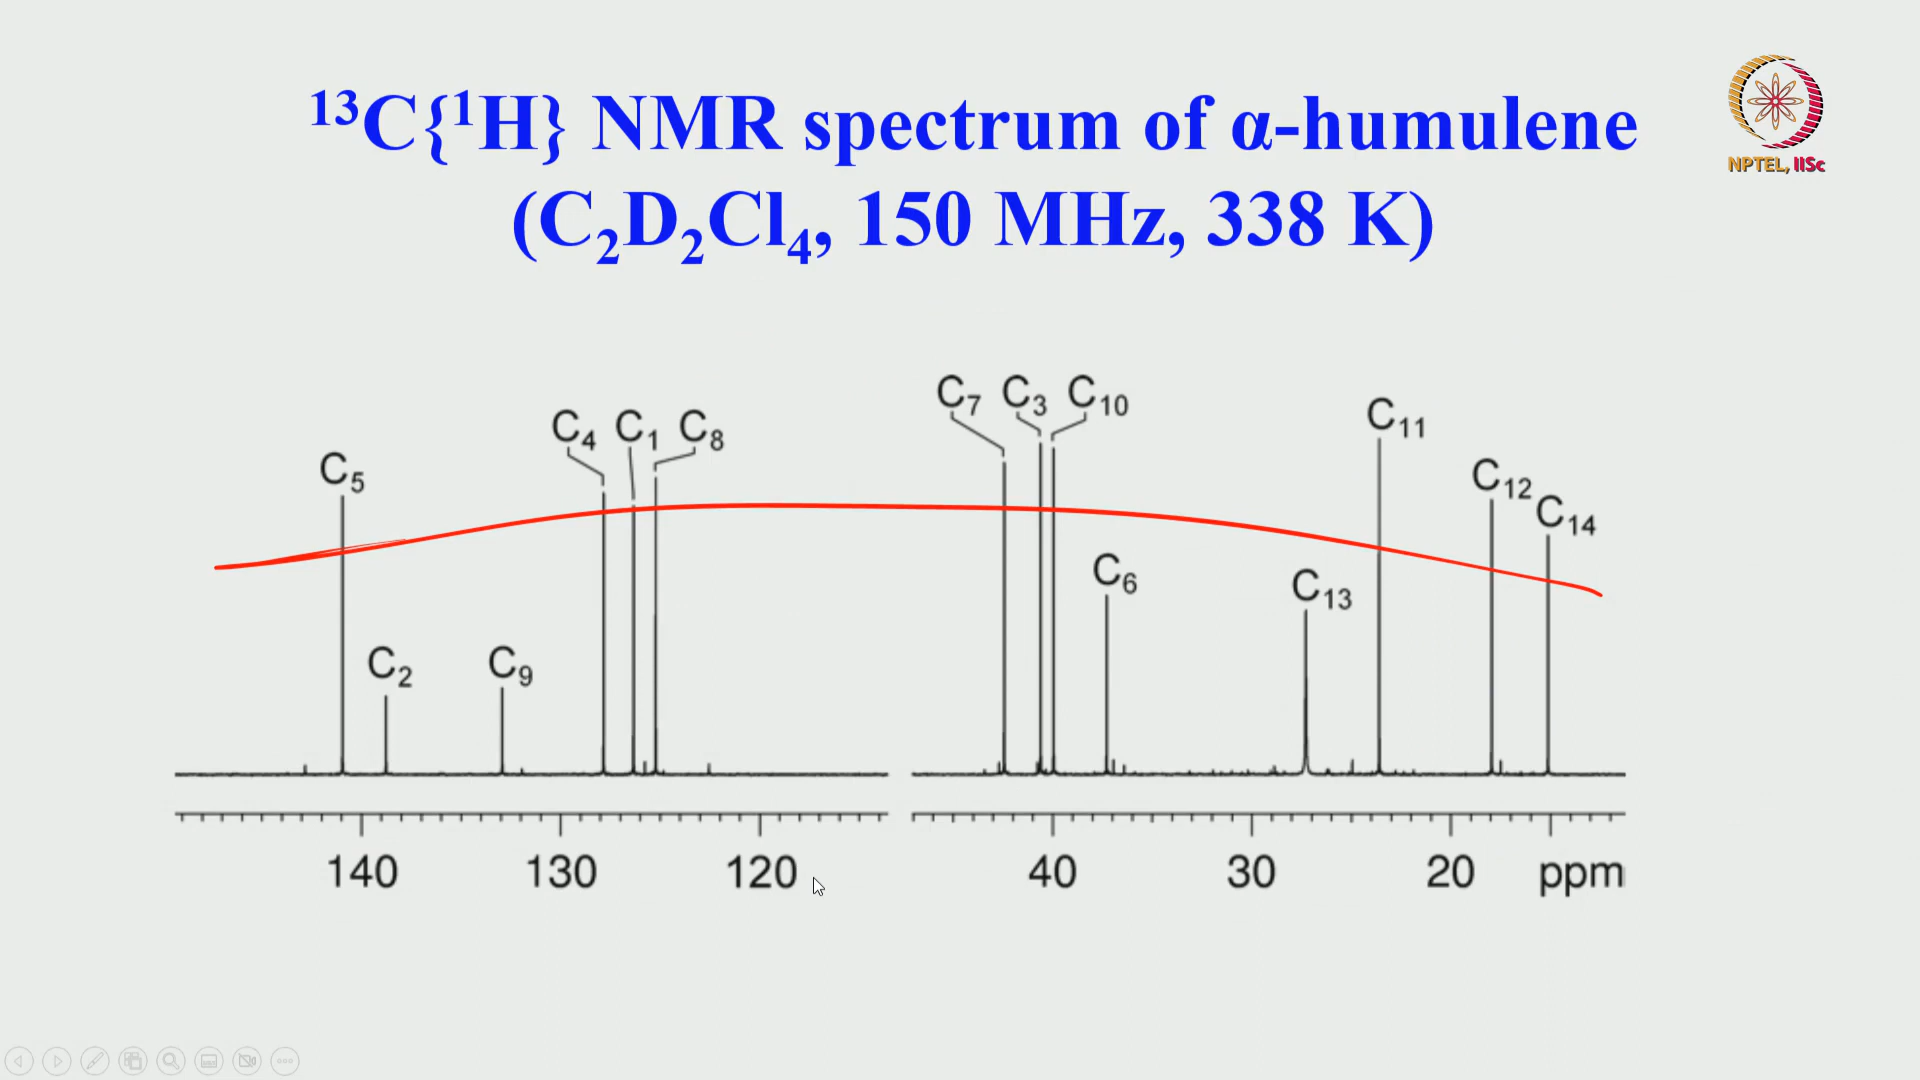 ¹³C{¹H} NMR spectrum of α-humulene
(C₂D₂Cl₄, 150 MHz, 338 K)
NPTEL, IISc
C₇ C₃ C₁₀
C₄ C₁ C₈
C₁₁
C₅
C₁₂
C₁₄
C₆
C₁₃
C₂
C₉
140 130 120 40 30 20 ppm